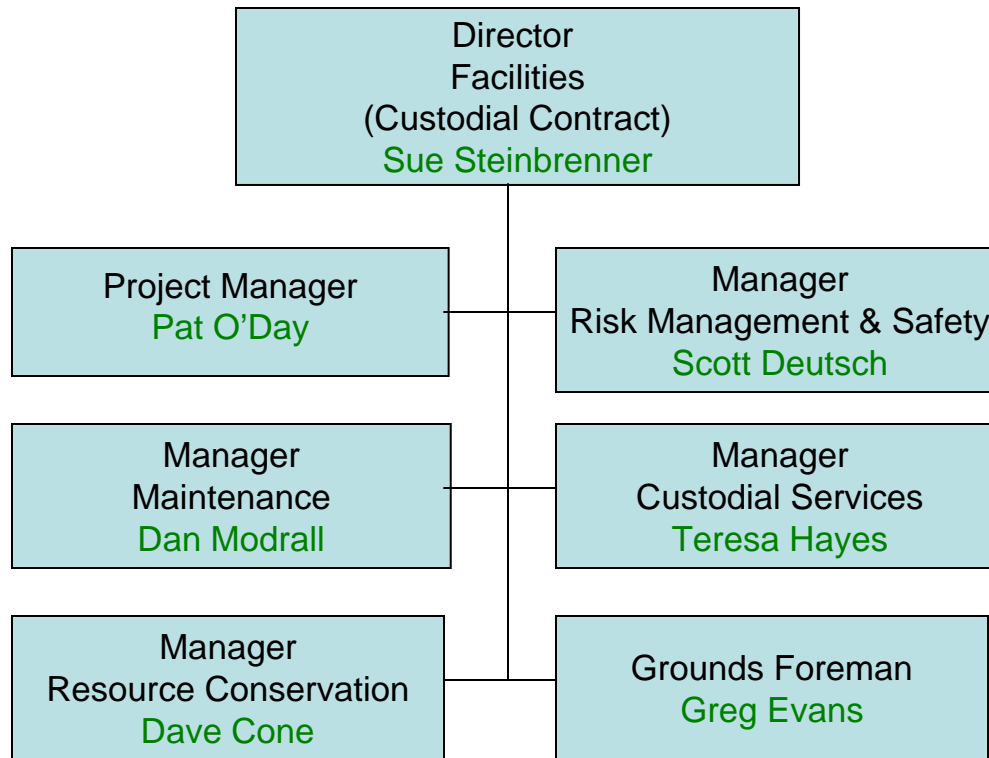 Director
Facilities
(Custodial Contract)
Sue Steinbrenner
Project Manager
Pat O’Day
Manager
Risk Management & Safety
Scott Deutsch
Manager
Maintenance
Dan Modrall
Manager
Custodial Services
Teresa Hayes
Manager
Resource Conservation
Dave Cone
Grounds Foreman
Greg Evans